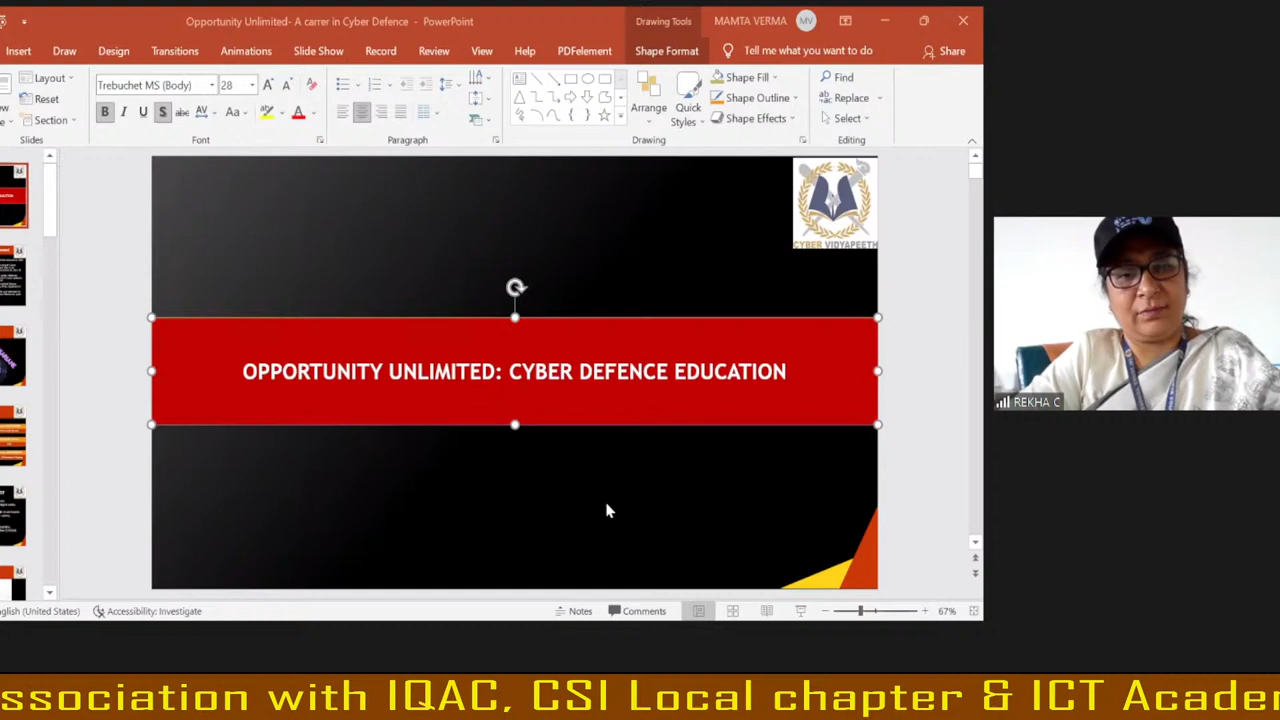 Opportunity Unlimited- A carrer in Cyber Defence - PowerPoint
Drawing Tools
MAMTA VERMA
MV
Insert
Draw
Design
Transitions
Animations
Slide Show
Record
Review
View
Help
PDFelement
Shape Format
Tell me what you want to do
Share
Layout
Reset
Section
Slides
Trebuchet MS (Body)
28
Font
Paragraph
Arrange
Quick Styles
Shape Fill
Shape Outline
Shape Effects
Drawing
Find
Replace
Select
Editing
CYBER VIDYAPEETH
OPPORTUNITY UNLIMITED: CYBER DEFENCE EDUCATION
REKHA C
nglish (United States)
Accessibility: Investigate
Notes
Comments
67%
ssociation with IQAC, CSI Local chapter & ICT Acade